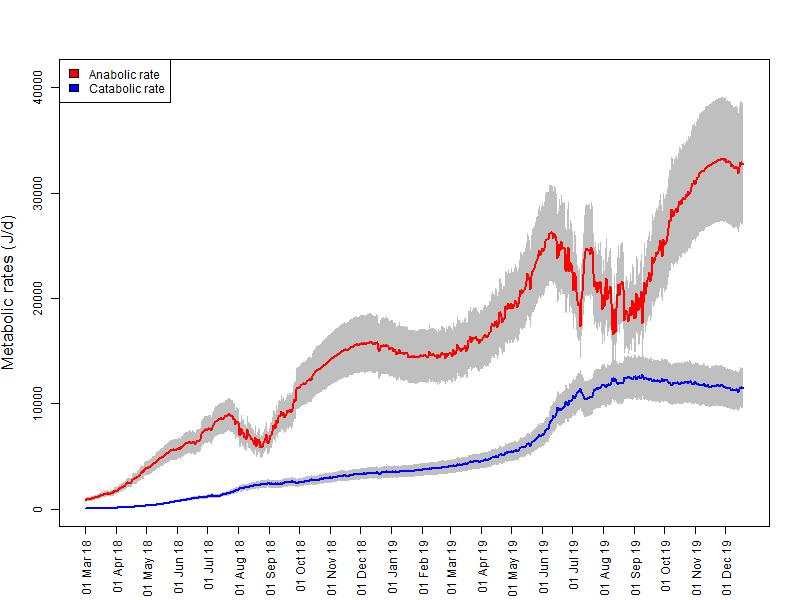 Anabolic rate
Catabolic rate
Metabolic rates (J/d)
40000
30000
20000
10000
0
01 Mar 18
01 Apr 18
01 May 18
01 Jun 18
01 Jul 18
01 Aug 18
01 Sep 18
01 Oct 18
01 Nov 18
01 Dec 18
01 Jan 19
01 Feb 19
01 Mar 19
01 Apr 19
01 May 19
01 Jun 19
01 Jul 19
01 Aug 19
01 Sep 19
01 Oct 19
01 Nov 19
01 Dec 19